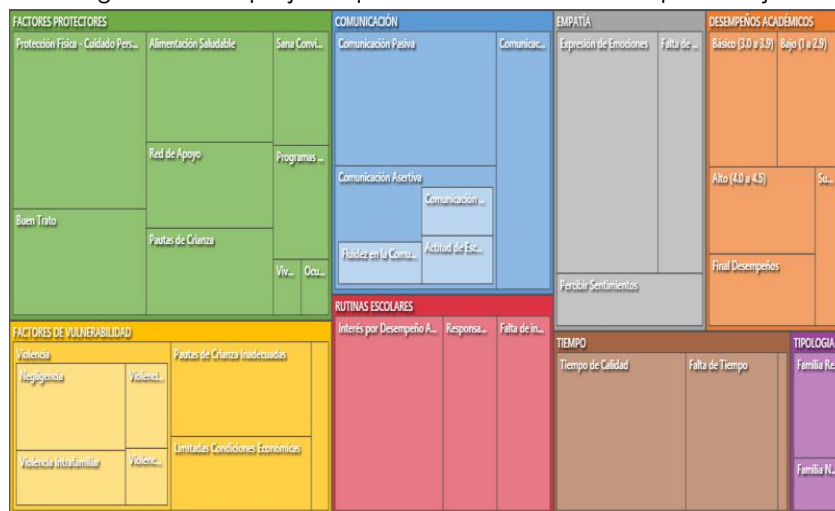 FACTORES PROTECTORES
Protección Física - Cuidado Pers...
Alimentación Saludable
Sana Convi...
Red de Apoyo
Programas ...
Buen Trato
Pautas de Crianza
Viv...
Ocu...
COMUNICACIÓN
Comunicación Pasiva
Comunicac...
Comunicación Asertiva
Comunicación ...
Fluidez en la Comu...
Actitud de Esc...
EMPATÍA
Expresión de Emociones
Falta de ...
Percibir Sentimientos
DESEMPEÑOS ACADÉMICOS
Básico (3.0 a 3.9)
Bajo (1 a 2.9)
Alto (4.0 a 4.5)
Su...
Final Desempeños
FACTORES DE VULNERABILIDAD
Violencia
Negligencia
Violenci...
Violencia Intrafamiliar
Violenc...
Pautas de Crianza Inadecuadas
Limitadas Condiciones Económicas
RUTINAS ESCOLARES
Interés por Desempeño A...
Responsa...
Falta de in...
TIEMPO
Tiempo de Calidad
Falta de Tiempo
TIPOLOGIA
Familia Re
Familia N...